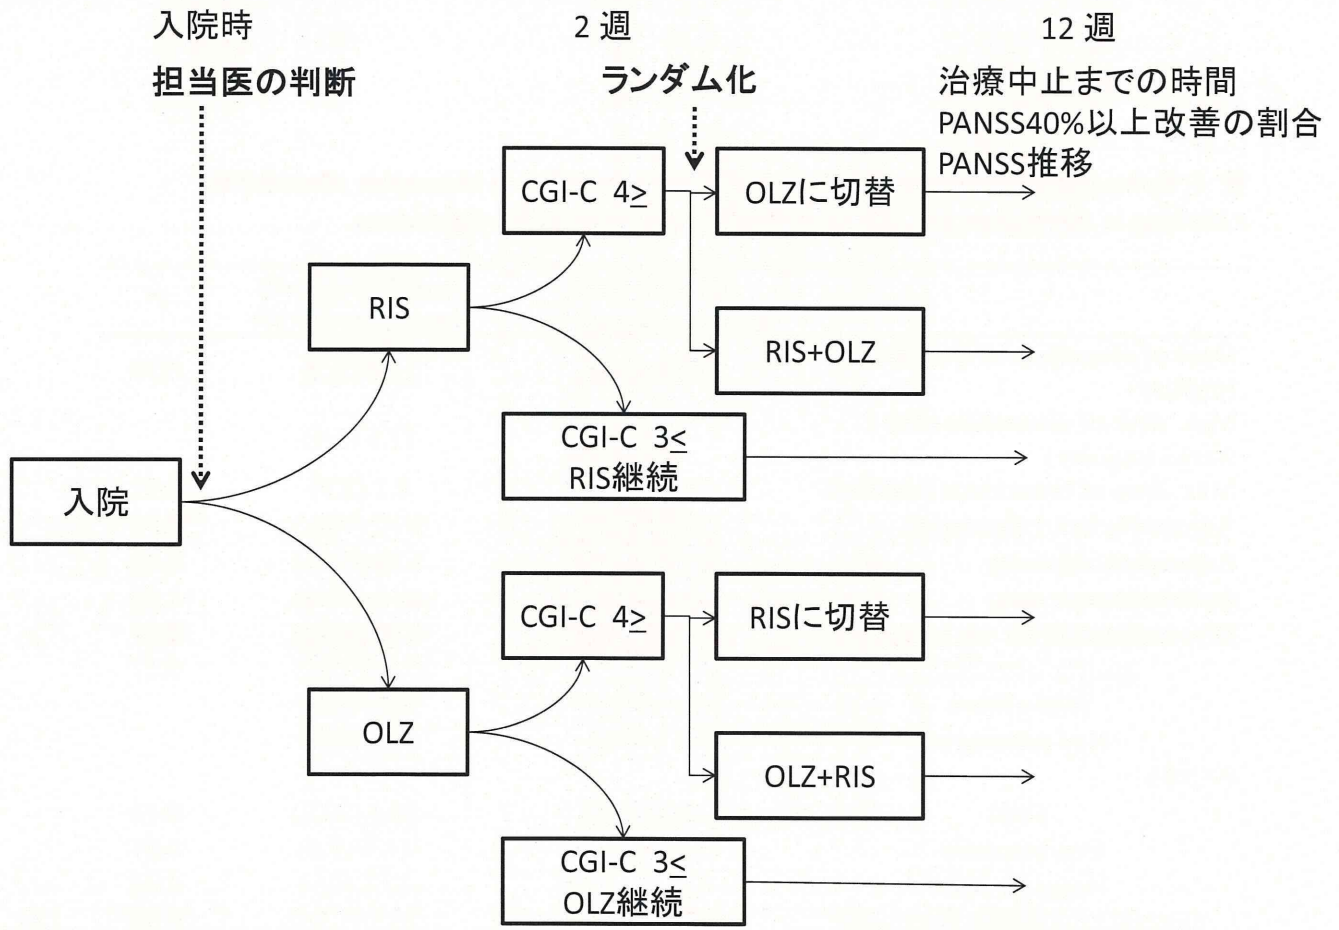 入院時
担当医の判断
2 週
ランダム化
12 週
治療中止までの時間
PANSS40%以上改善の割合
PANSS推移
CGI-C 4≥
OLZに切替
RIS
RIS+OLZ
CGI-C 3≤
RIS継続
入院
CGI-C 4≥
RISに切替
OLZ
OLZ+RIS
CGI-C 3≤
OLZ継続